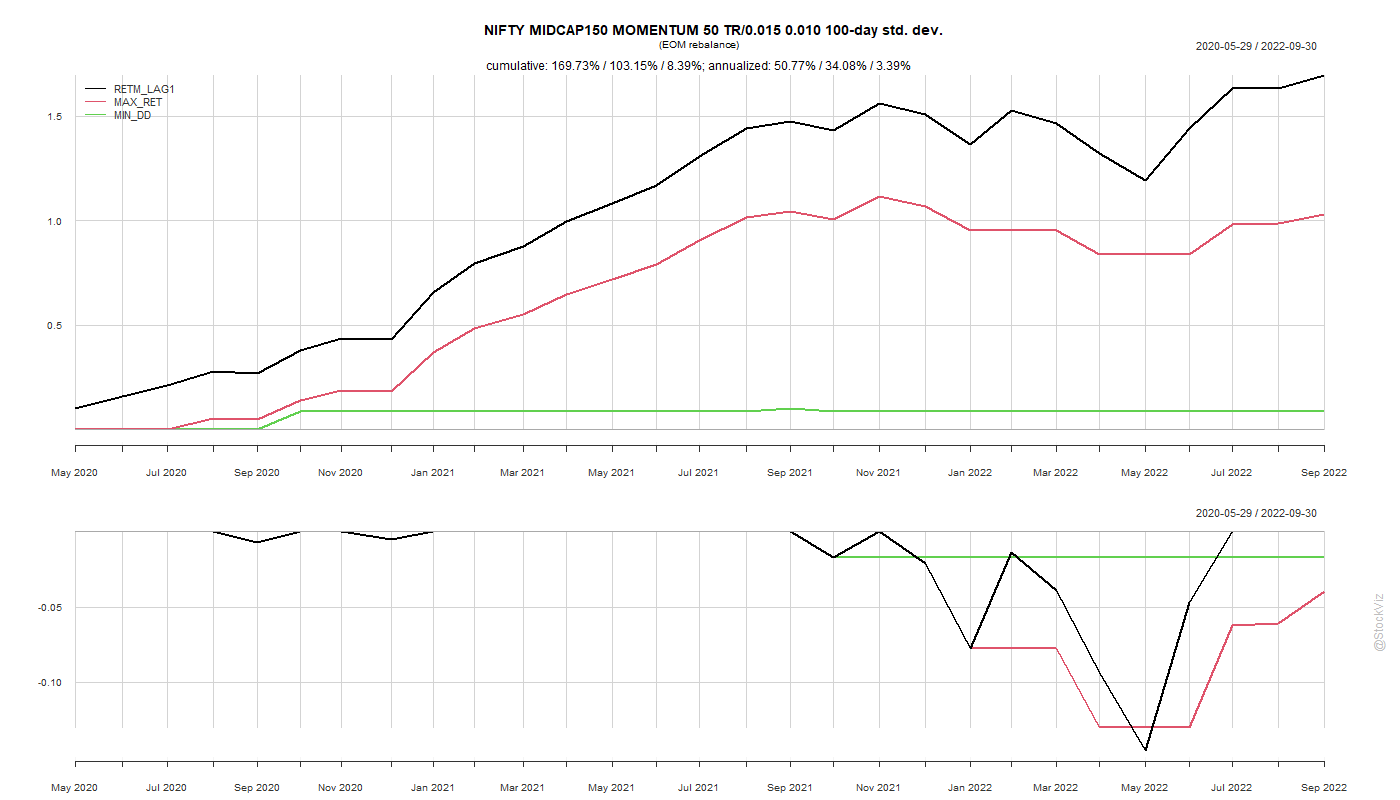 NIFTY MIDCAP150 MOMENTUM 50 TR/0.015 0.010 100-day std. dev.
(EOM rebalance)
2020-05-29 / 2022-09-30
cumulative: 169.73% / 103.15% / 8.39%; annualized: 50.77% / 34.08% / 3.39%
RETM_LAG1
MAX_RET
MIN_DD
1.5
1.0
0.5
May 2020 Jul 2020 Sep 2020 Nov 2020 Jan 2021 Mar 2021 May 2021 Jul 2021 Sep 2021 Nov 2021 Jan 2022 Mar 2022 May 2022 Jul 2022 Sep 2022
2020-05-29 / 2022-09-30
-0.05
-0.10
May 2020 Jul 2020 Sep 2020 Nov 2020 Jan 2021 Mar 2021 May 2021 Jul 2021 Sep 2021 Nov 2021 Jan 2022 Mar 2022 May 2022 Jul 2022 Sep 2022
@StockViz